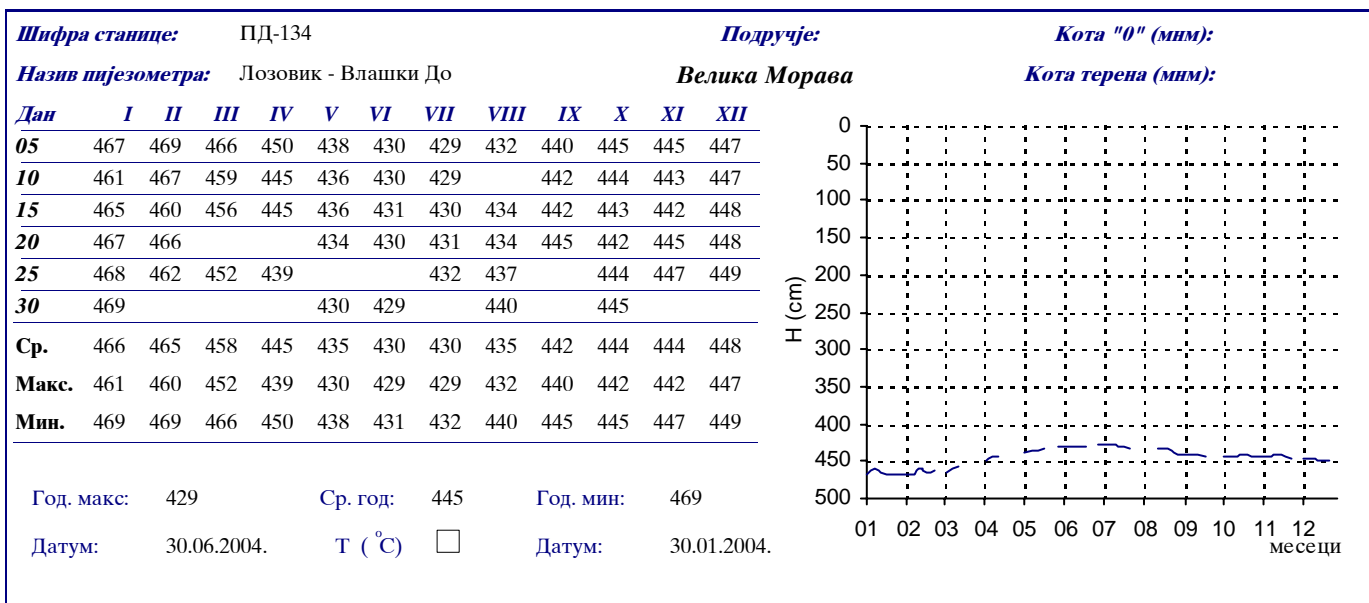 Шифра станице: ПД-134 Подручје: Кота "0" (мнм):
Назив пијезометра: Лозовик - Влашки До Велика Морава Кота терена (мнм):
Дан I II III IV V VI VII VIII IX X XI XII
05 467 469 466 450 438 430 429 432 440 445 445 447
10 461 467 459 445 436 430 429 442 444 443 447
15 465 460 456 445 436 431 430 434 442 443 442 448
20 467 466 434 430 431 434 445 442 445 448
25 468 462 452 439 432 437 444 447 449
30 469 430 429 440 445
Ср. 466 465 458 445 435 430 430 435 442 444 444 448
Макс. 461 460 452 439 430 429 429 432 440 442 442 447
Мин. 469 469 466 450 438 431 432 440 445 445 447 449
Год. макс: 429 Ср. год: 445 Год. мин: 469
Датум: 30.06.2004. Т ( °C) Датум: 30.01.2004.
H (cm)
0
50
100
150
200
250
300
350
400
450
500
01 02 03 04 05 06 07 08 09 10 11 12
месеци